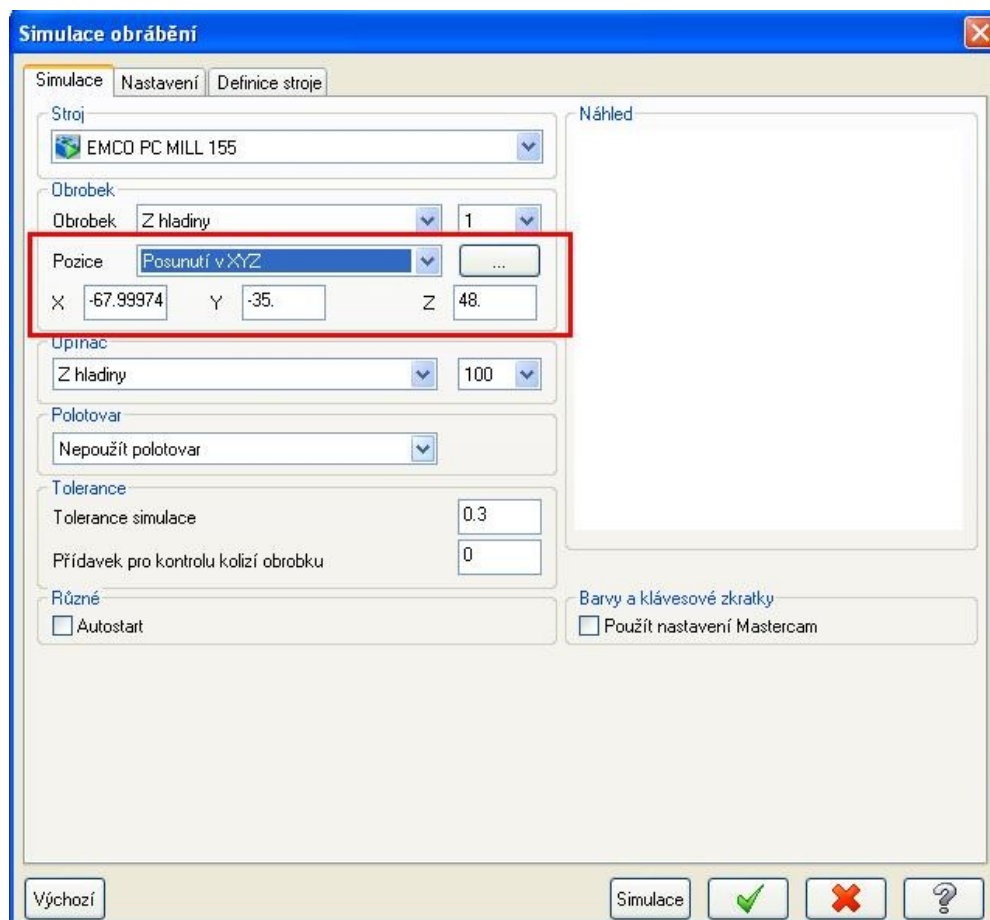 Simulace obrábění
Simulace Nastavení Definice stroje
Stroj
EMCO PC MILL 155
Obrobek
Obrobek Z hladiny 1
Pozice Posunutí v XYZ ...
X -67.99974 Y -35. Z 48.
Upínač
Z hladiny 100
Polotovar
Nepoužít polotovar
Tolerance
Tolerance simulace 0.3
Přídavek pro kontrolu kolizí obrobku 0
Různé
Autostart
Náhled
Barvy a klávesové zkratky
Použít nastavení Mastercam
Výchozí Simulace